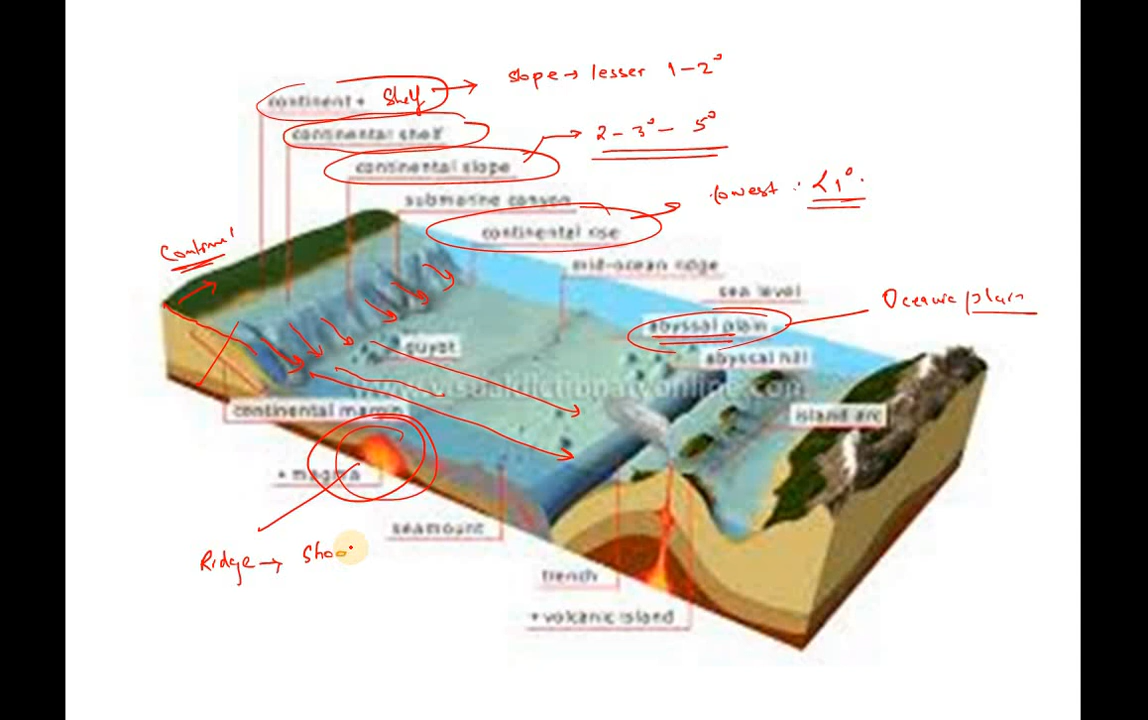 slope → lesser 1-2°
continent + shelf
continental shelf
2-3°-5°
continental slope
submarine canyon
lowest : <1°.
continental rise
mid-ocean ridge
sea level
Oceanic plain
abyssal plain
abyssal hill
guyot
continental margin
island arc
+ magma
seamount
Ridge →
trench
+ volcanic island